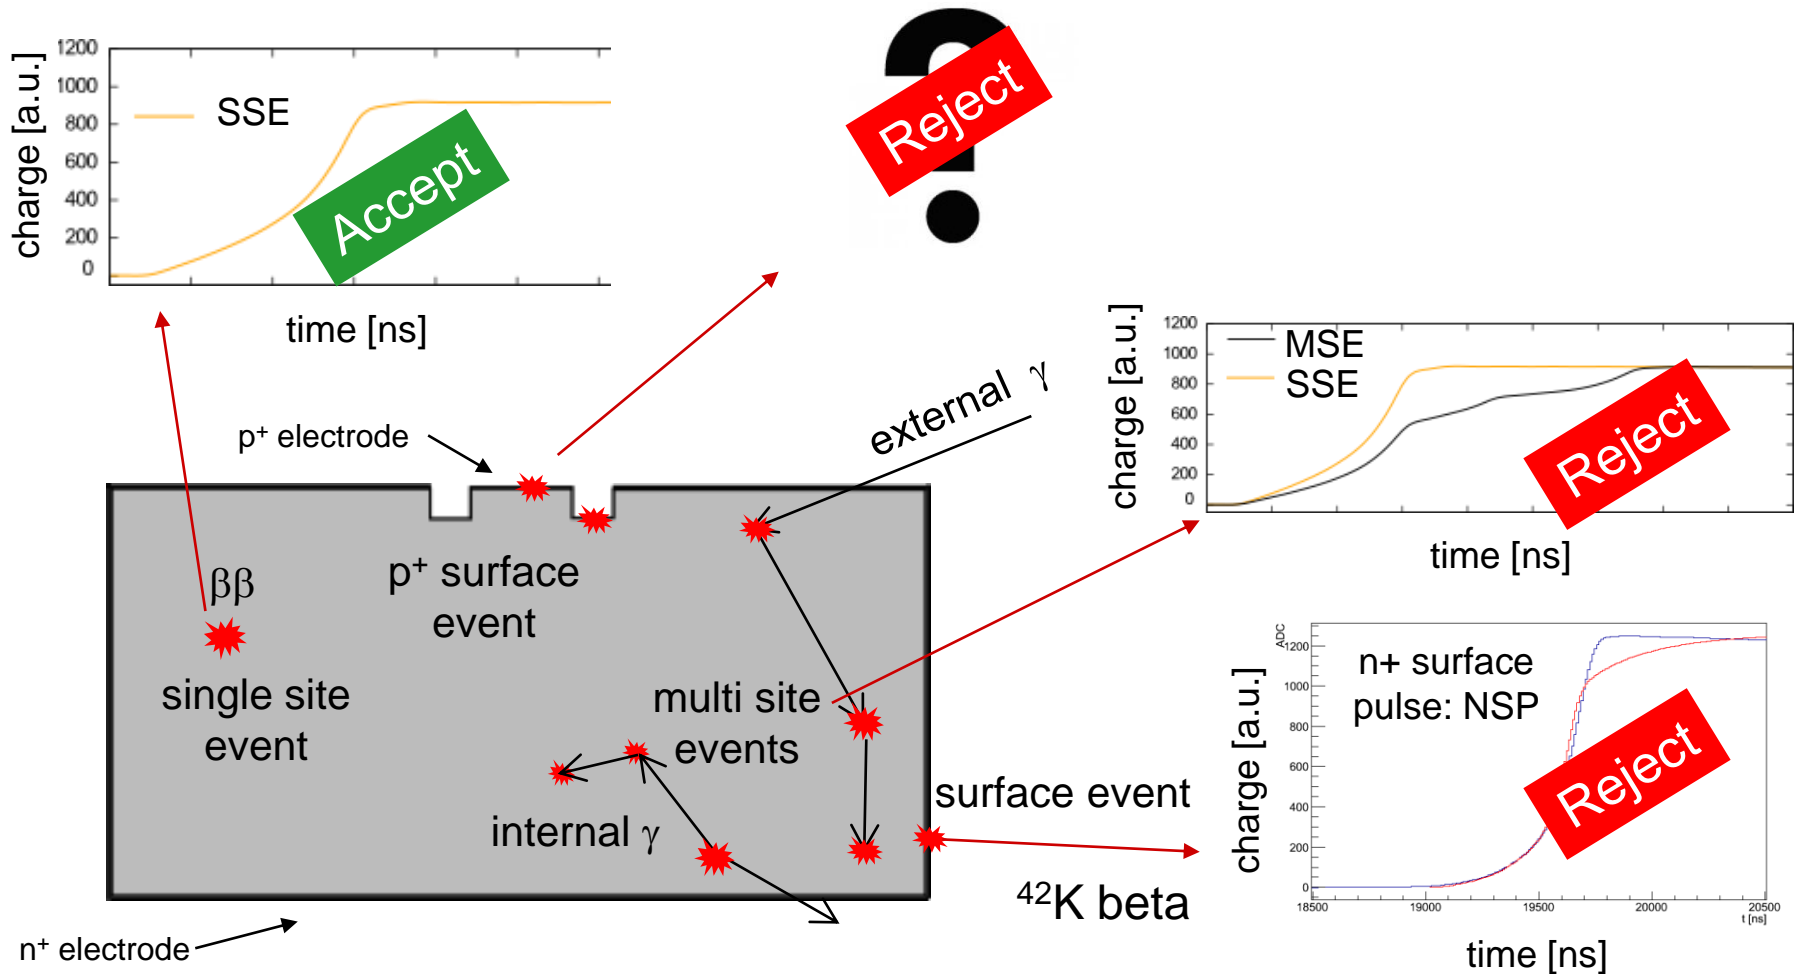 1200
1000
800
600
400
200
0
charge [a.u.]
SSE
Accept
time [ns]
?
Reject
p+ electrode
external γ
1200
1000
800
600
400
200
0
charge [a.u.]
MSE
SSE
Reject
time [ns]
ββ
single site
event
p+ surface
event
multi site
events
internal γ
surface event
42K beta
n+ electrode
ADC
1200
1000
800
600
400
200
0
charge [a.u.]
n+ surface
pulse: NSP
Reject
18500 19000 19500 20000 20500
t [ns]
time [ns]